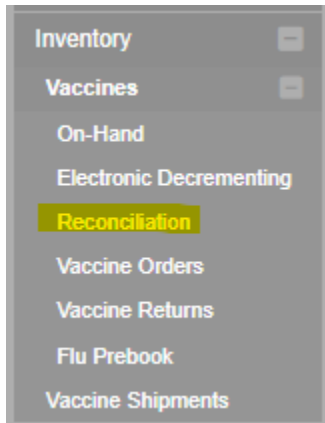 Inventory
Vaccines
On-Hand
Electronic Decrementing
Reconciliation
Vaccine Orders
Vaccine Returns
Flu Prebook
Vaccine Shipments